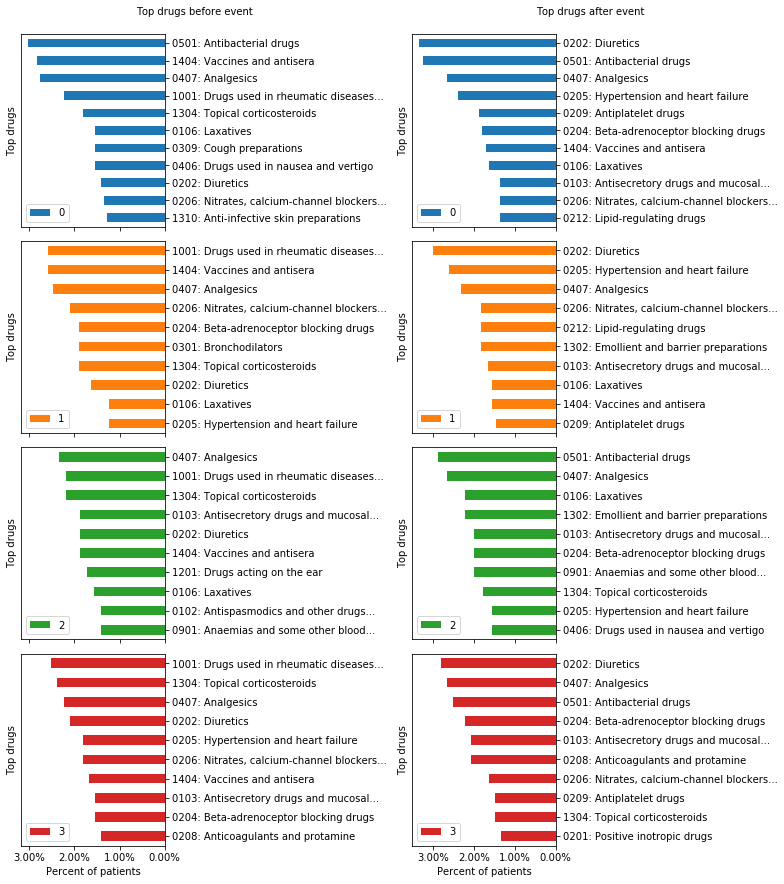 Top drugs before event
0501: Antibacterial drugs
1404: Vaccines and antisera
0407: Analgesics
1001: Drugs used in rheumatic diseases...
1304: Topical corticosteroids
0106: Laxatives
0309: Cough preparations
0406: Drugs used in nausea and vertigo
0202: Diuretics
0206: Nitrates, calcium-channel blockers...
1310: Anti-infective skin preparations
Top drugs
0
1001: Drugs used in rheumatic diseases...
1404: Vaccines and antisera
0407: Analgesics
0206: Nitrates, calcium-channel blockers...
0204: Beta-adrenoceptor blocking drugs
0301: Bronchodilators
1304: Topical corticosteroids
0202: Diuretics
0106: Laxatives
0205: Hypertension and heart failure
Top drugs
1
0407: Analgesics
1001: Drugs used in rheumatic diseases...
1304: Topical corticosteroids
0103: Antisecretory drugs and mucosal...
0202: Diuretics
1404: Vaccines and antisera
1201: Drugs acting on the ear
0106: Laxatives
0102: Antispasmodics and other drugs...
0901: Anaemias and some other blood...
Top drugs
2
1001: Drugs used in rheumatic diseases...
1304: Topical corticosteroids
0407: Analgesics
0202: Diuretics
0205: Hypertension and heart failure
0206: Nitrates, calcium-channel blockers...
1404: Vaccines and antisera
0103: Antisecretory drugs and mucosal...
0204: Beta-adrenoceptor blocking drugs
0208: Anticoagulants and protamine
Top drugs
3
3.00% 2.00% 1.00% 0.00%
Percent of patients
Top drugs after event
0202: Diuretics
0501: Antibacterial drugs
0407: Analgesics
0205: Hypertension and heart failure
0209: Antiplatelet drugs
0204: Beta-adrenoceptor blocking drugs
1404: Vaccines and antisera
0106: Laxatives
0103: Antisecretory drugs and mucosal...
0206: Nitrates, calcium-channel blockers...
0212: Lipid-regulating drugs
Top drugs
0
0202: Diuretics
0205: Hypertension and heart failure
0407: Analgesics
0206: Nitrates, calcium-channel blockers...
0212: Lipid-regulating drugs
1302: Emollient and barrier preparations
0103: Antisecretory drugs and mucosal...
0106: Laxatives
1404: Vaccines and antisera
0209: Antiplatelet drugs
Top drugs
1
0501: Antibacterial drugs
0407: Analgesics
0106: Laxatives
1302: Emollient and barrier preparations
0103: Antisecretory drugs and mucosal...
0204: Beta-adrenoceptor blocking drugs
0901: Anaemias and some other blood...
1304: Topical corticosteroids
0205: Hypertension and heart failure
0406: Drugs used in nausea and vertigo
Top drugs
2
0202: Diuretics
0407: Analgesics
0501: Antibacterial drugs
0204: Beta-adrenoceptor blocking drugs
0103: Antisecretory drugs and mucosal...
0208: Anticoagulants and protamine
0206: Nitrates, calcium-channel blockers...
0209: Antiplatelet drugs
1304: Topical corticosteroids
0201: Positive inotropic drugs
Top drugs
3
3.00% 2.00% 1.00% 0.00%
Percent of patients